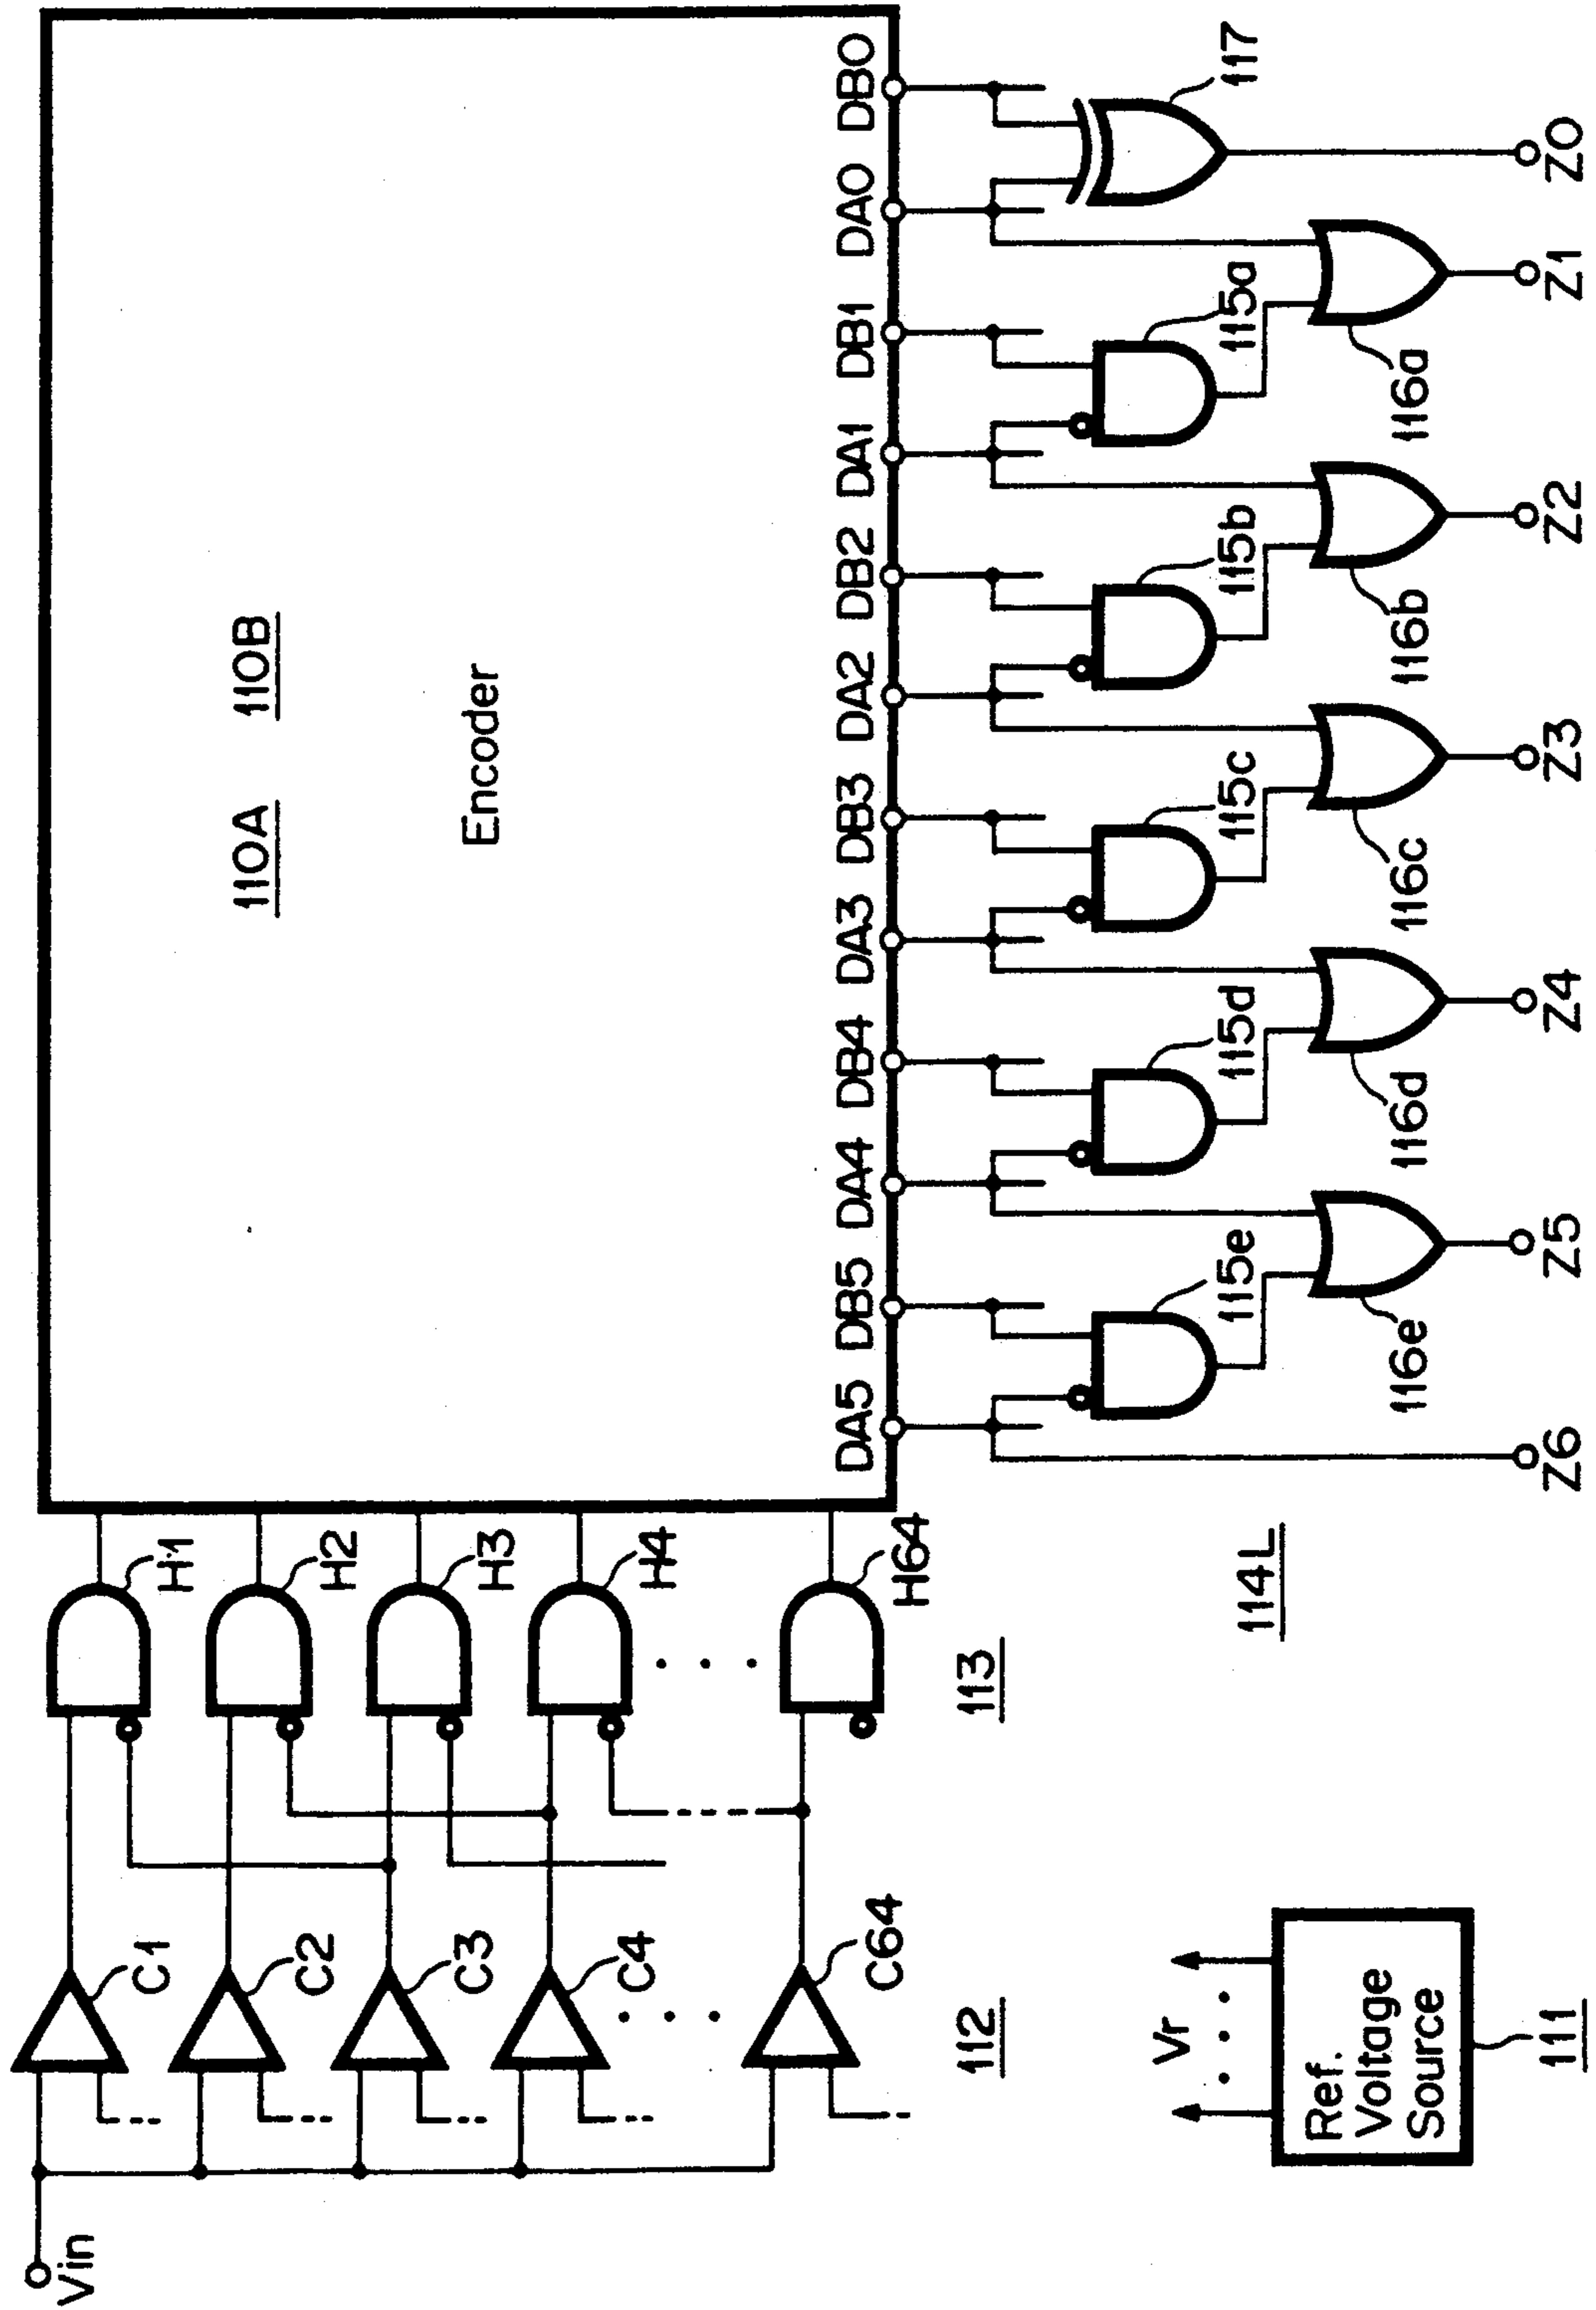 Vin
C1
C2
C3
C4
C64
112
Ref.
Voltage
Source
Vr
111
H1
H2
H3
H4
H64
113
110A 110B
Encoder
DA5 DB5 DA4 DB4 DA3 DB3 DA2 DB2 DA1 DB1 DA0 DB0
114L
115e 115d 115c 115b 115a 117
116e 116d 116c 116b 116a
Z6 Z5 Z4 Z3 Z2 Z1 Z0